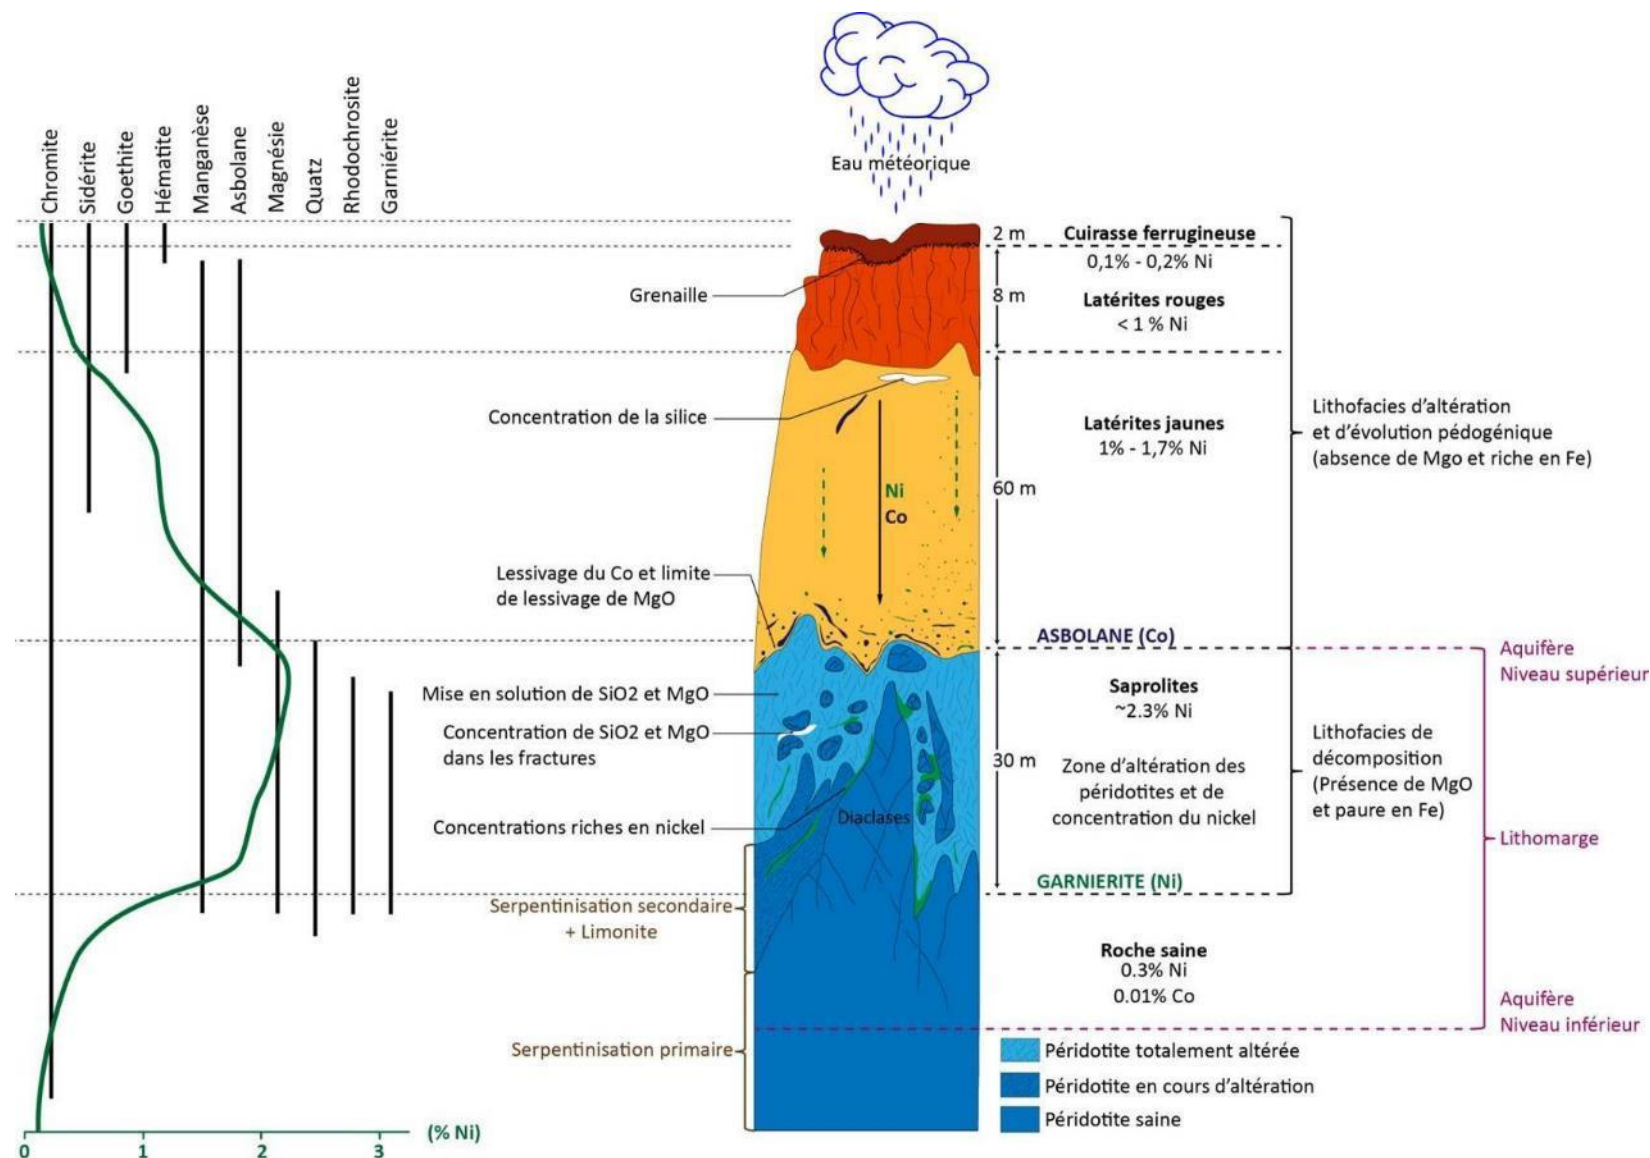 Chromite
Sidérite
Goethite
Hématite
Manganèse
Asbolane
Magnésie
Quatz
Rhodochrosite
Garniérite
Eau météorique
2 m
Cuirasse ferrugineuse
0,1% - 0,2% Ni
Grenaille
8 m
Latérites rouges
< 1 % Ni
Concentration de la silice
Latérites jaunes
1% - 1,7% Ni
Lithofacies d'altération
et d'évolution pédogénique
(absence de Mgo et riche en Fe)
Ni
Co
60 m
Lessivage du Co et limite
de lessivage de MgO
ASBOLANE (Co)
Aquifère
Niveau supérieur
Mise en solution de SiO2 et MgO
Saprolites
~2.3% Ni
Concentration de SiO2 et MgO
dans les fractures
30 m
Zone d'altération des
péridotites et de
concentration du nickel
Lithofacies de
décomposition
(Présence de MgO
et paure en Fe)
Concentrations riches en nickel
Diaclases
Lithomarge
GARNIERITE (Ni)
Serpentinisation secondaire
+ Limonite
Roche saine
0.3% Ni
0.01% Co
Aquifère
Niveau inférieur
Serpentinisation primaire
Péridotite totalement altérée
Péridotite en cours d'altération
Péridotite saine
0
1
2
3
(% Ni)